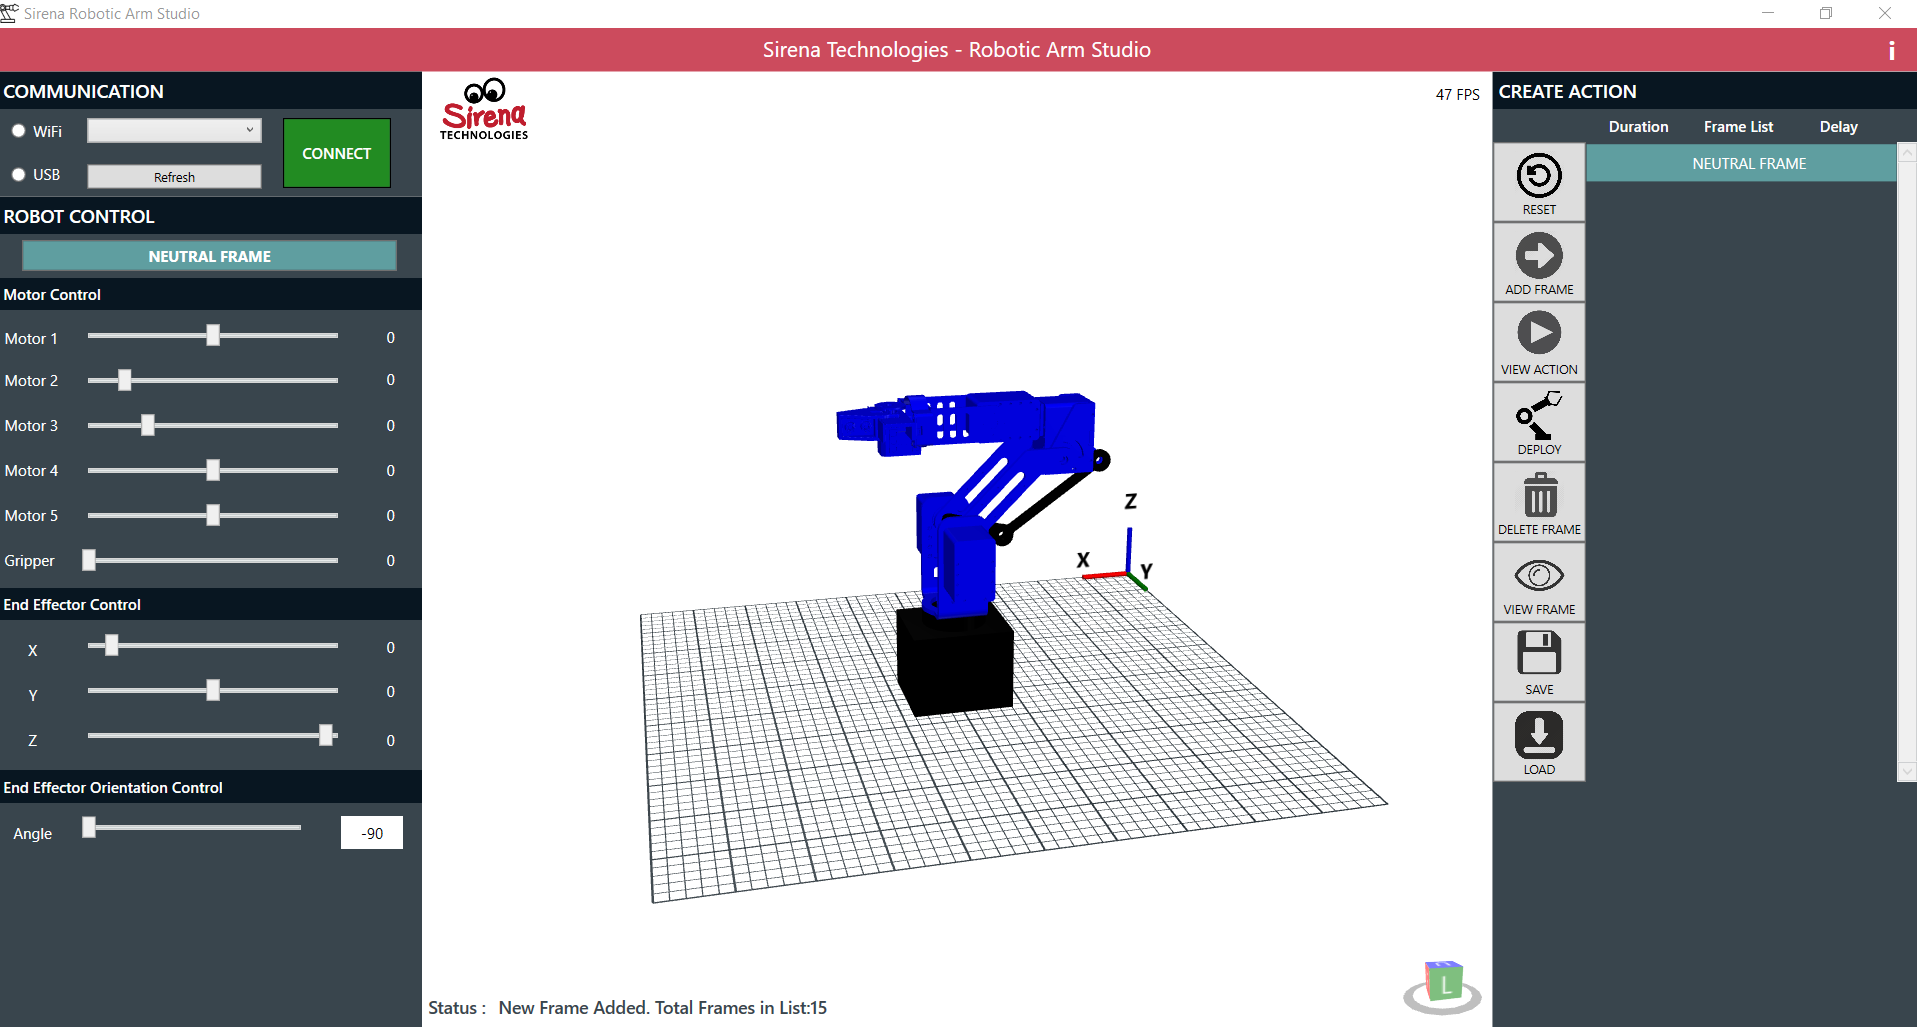 Sirena Robotic Arm Studio
Sirena Technologies - Robotic Arm Studio
i
COMMUNICATION
WiFi
USB
Refresh
CONNECT
ROBOT CONTROL
NEUTRAL FRAME
Motor Control
Motor 1 0
Motor 2 0
Motor 3 0
Motor 4 0
Motor 5 0
Gripper 0
End Effector Control
X 0
Y 0
Z 0
End Effector Orientation Control
Angle -90
Sirena
TECHNOLOGIES
47 FPS
Z
X
Y
L
Status : New Frame Added. Total Frames in List:15
CREATE ACTION
Duration Frame List Delay
NEUTRAL FRAME
RESET
ADD FRAME
VIEW ACTION
DEPLOY
DELETE FRAME
VIEW FRAME
SAVE
LOAD